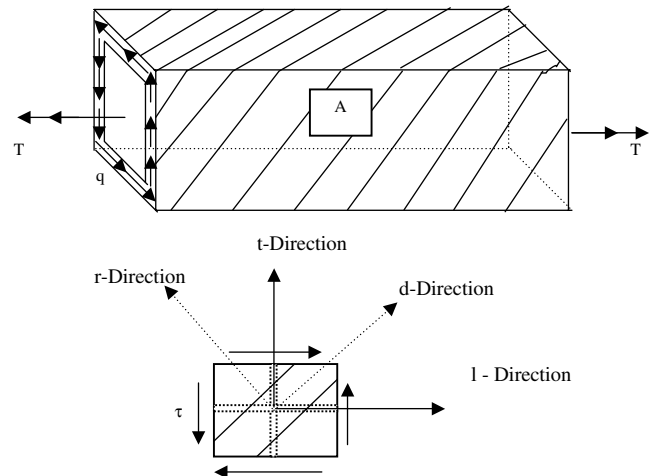 A
T
T
q
t-Direction
r-Direction
d-Direction
l - Direction
τ